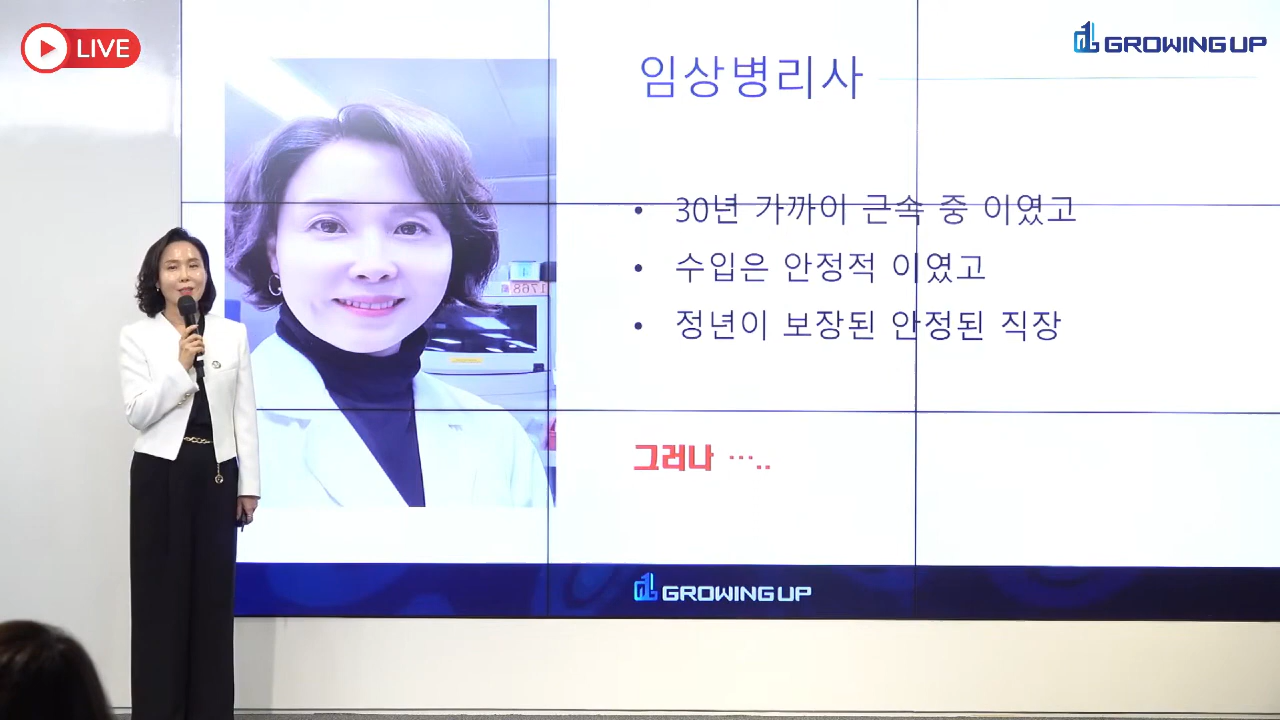 LIVE
GROWING UP
임상병리사
• 30년 가까이 근속 중 이였고
• 수입은 안정적 이였고
• 정년이 보장된 안정된 직장
그러나 …..
GROWING UP
1768